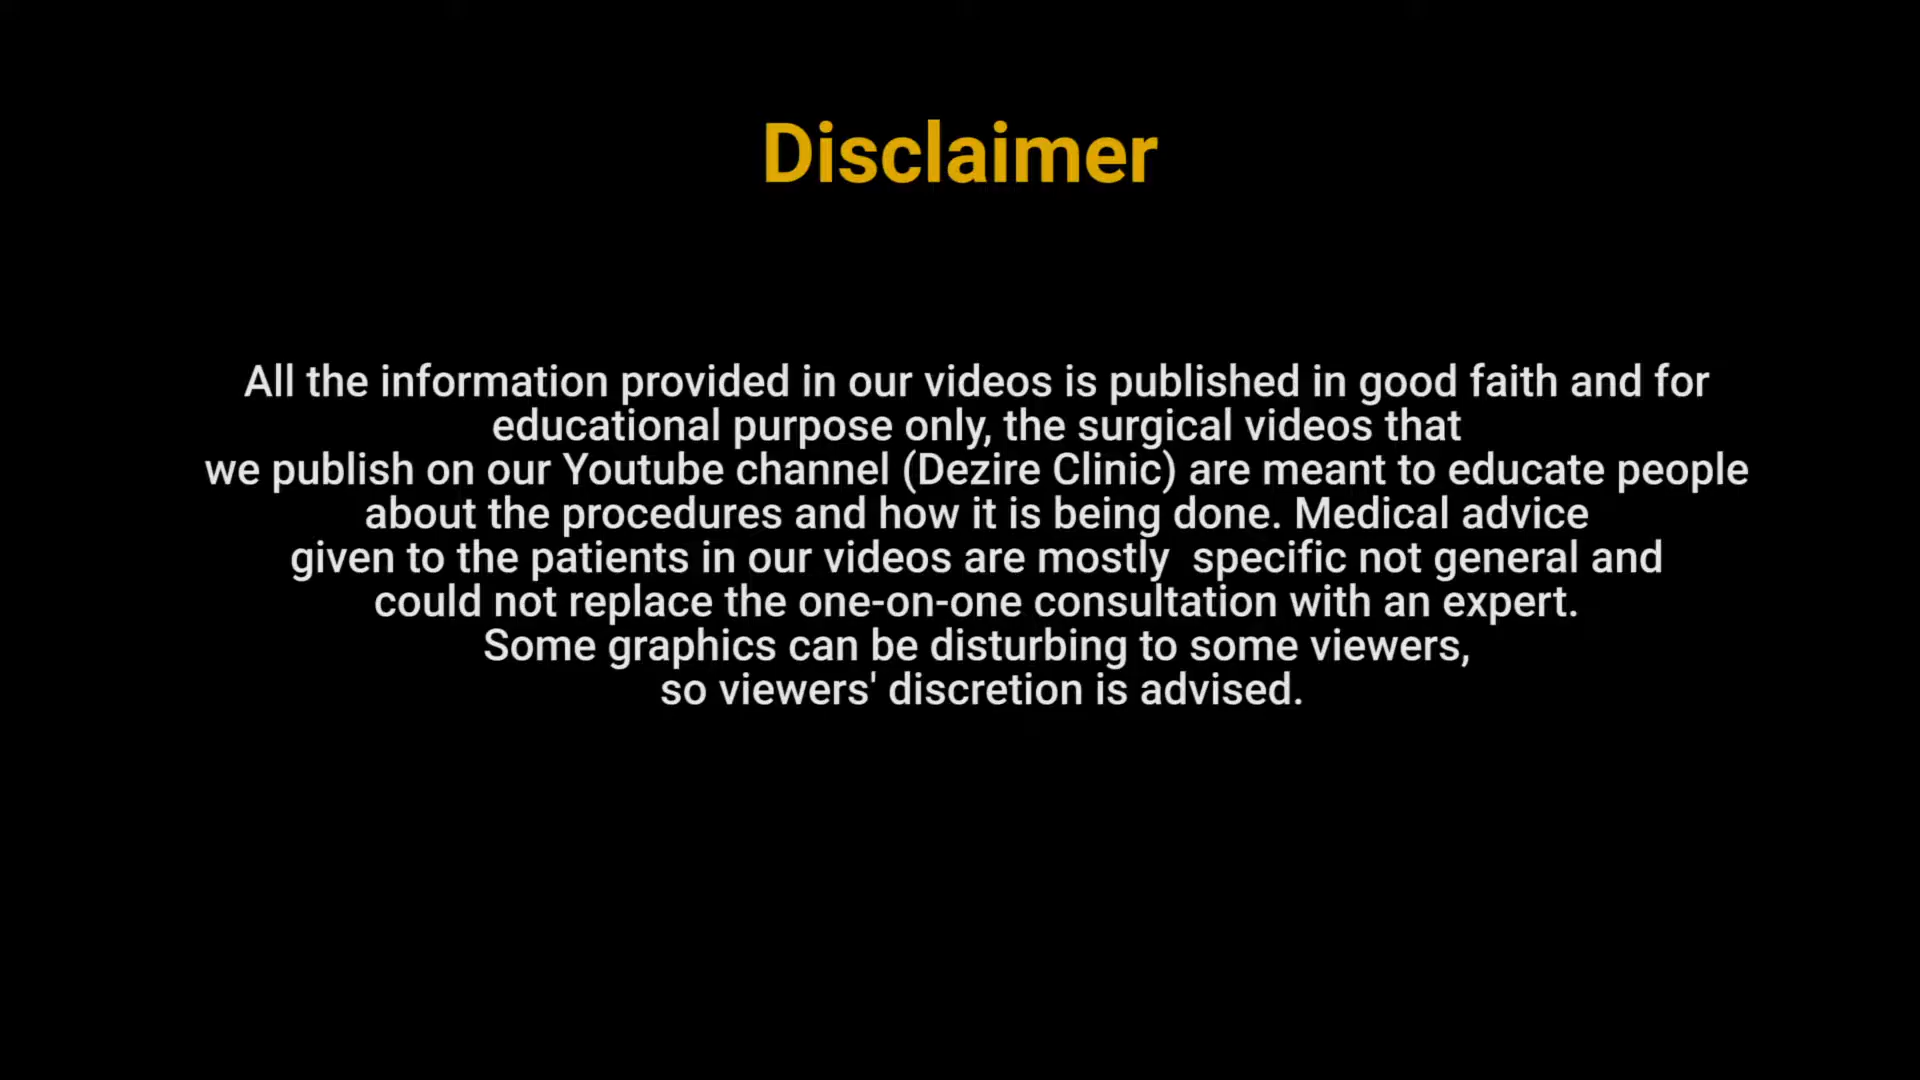 Disclaimer
All the information provided in our videos is published in good faith and for
educational purpose only, the surgical videos that
we publish on our Youtube channel (Dezire Clinic) are meant to educate people
about the procedures and how it is being done. Medical advice
given to the patients in our videos are mostly  specific not general and
could not replace the one-on-one consultation with an expert.
Some graphics can be disturbing to some viewers,
so viewers' discretion is advised.